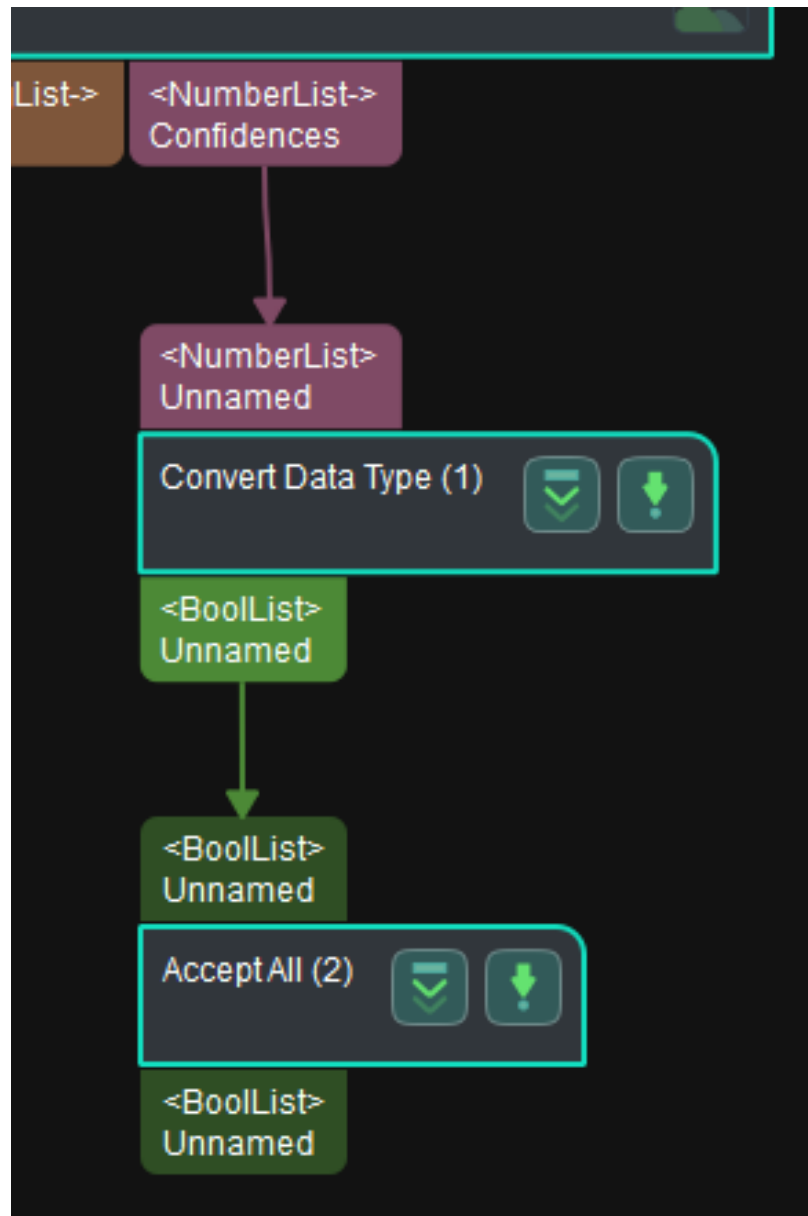 List->
<NumberList->
Confidences
<NumberList>
Unnamed
Convert Data Type (1)
<BoolList>
Unnamed
<BoolList>
Unnamed
Accept All (2)
<BoolList>
Unnamed